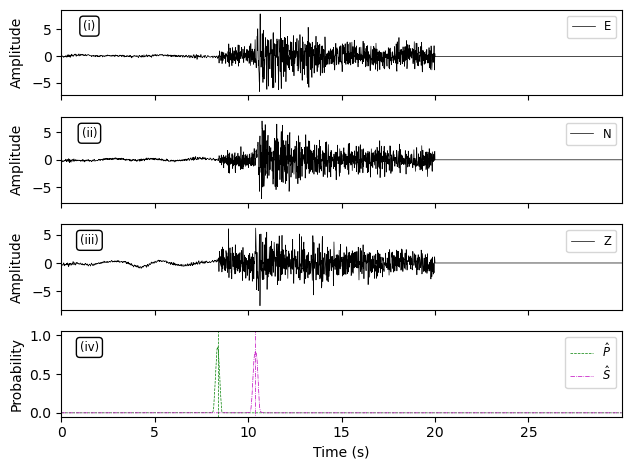 (i)
E
5
0
−5
Amplitude
(ii)
N
5
0
−5
Amplitude
(iii)
Z
5
0
−5
Amplitude
(iv)
P̂
Ŝ
1.0
0.5
0.0
Probability
0 5 10 15 20 25
Time (s)